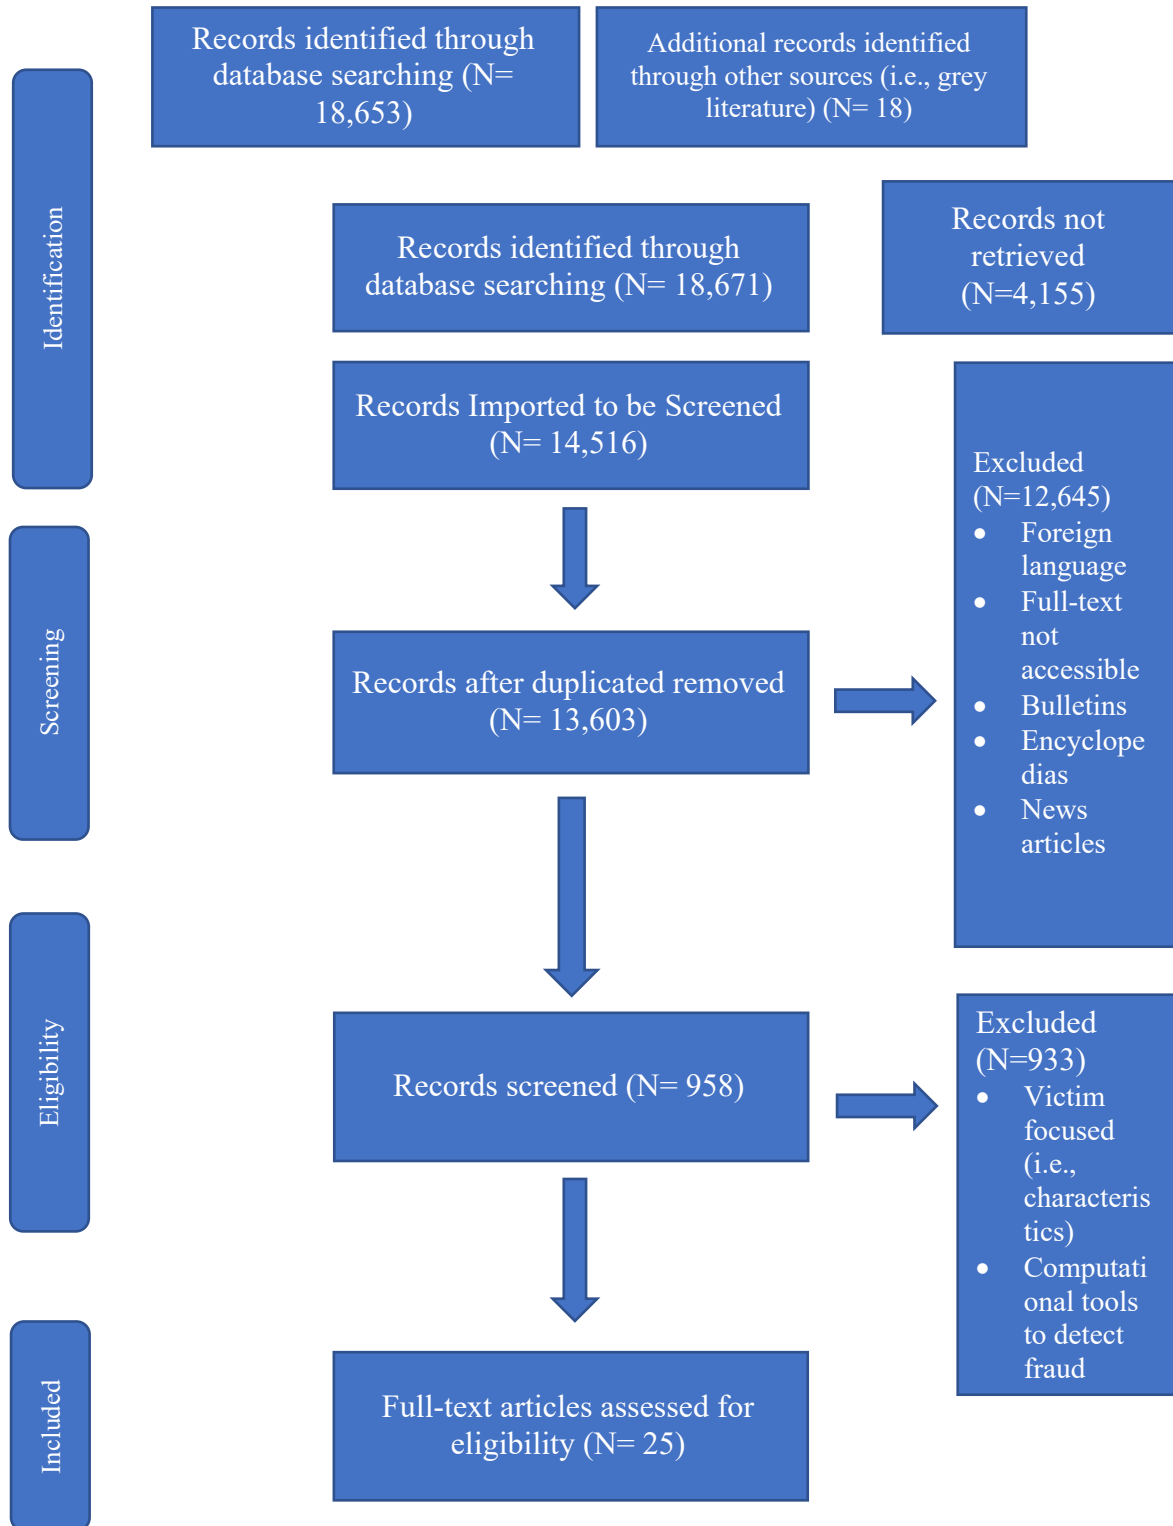 Records identified through
database searching (N=
18,653)
Additional records identified
through other sources (i.e., grey
literature) (N= 18)
Identification
Records identified through
database searching (N= 18,671)
Records not
retrieved
(N=4,155)
Records Imported to be Screened
(N= 14,516)
Excluded
(N=12,645)
● Foreign
language
● Full-text
not
accessible
● Bulletins
● Encyclope
dias
● News
articles
Screening
Records after duplicated removed
(N= 13,603)
Eligibility
Records screened (N= 958)
Excluded
(N=933)
● Victim
focused
(i.e.,
characteris
tics)
● Computati
onal tools
to detect
fraud
Included
Full-text articles assessed for
eligibility (N= 25)